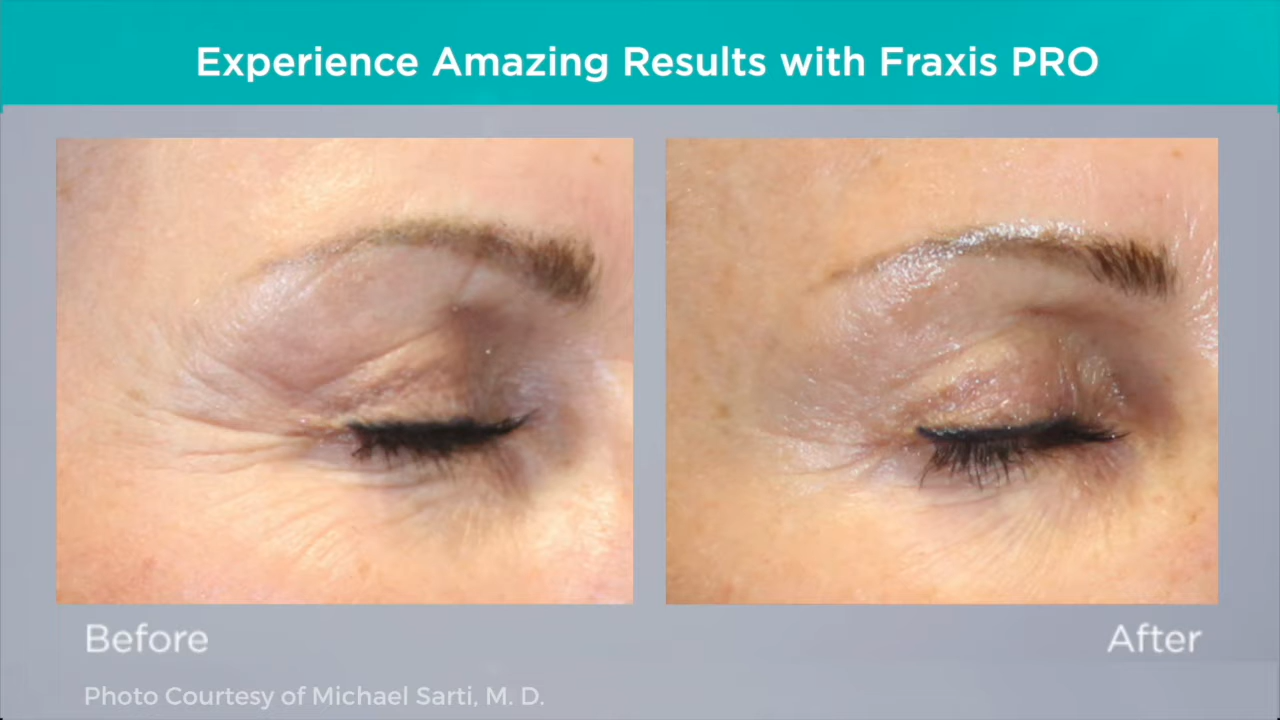 Experience Amazing Results with Fraxis PRO
Before
After
Photo Courtesy of Michael Sarti, M. D.